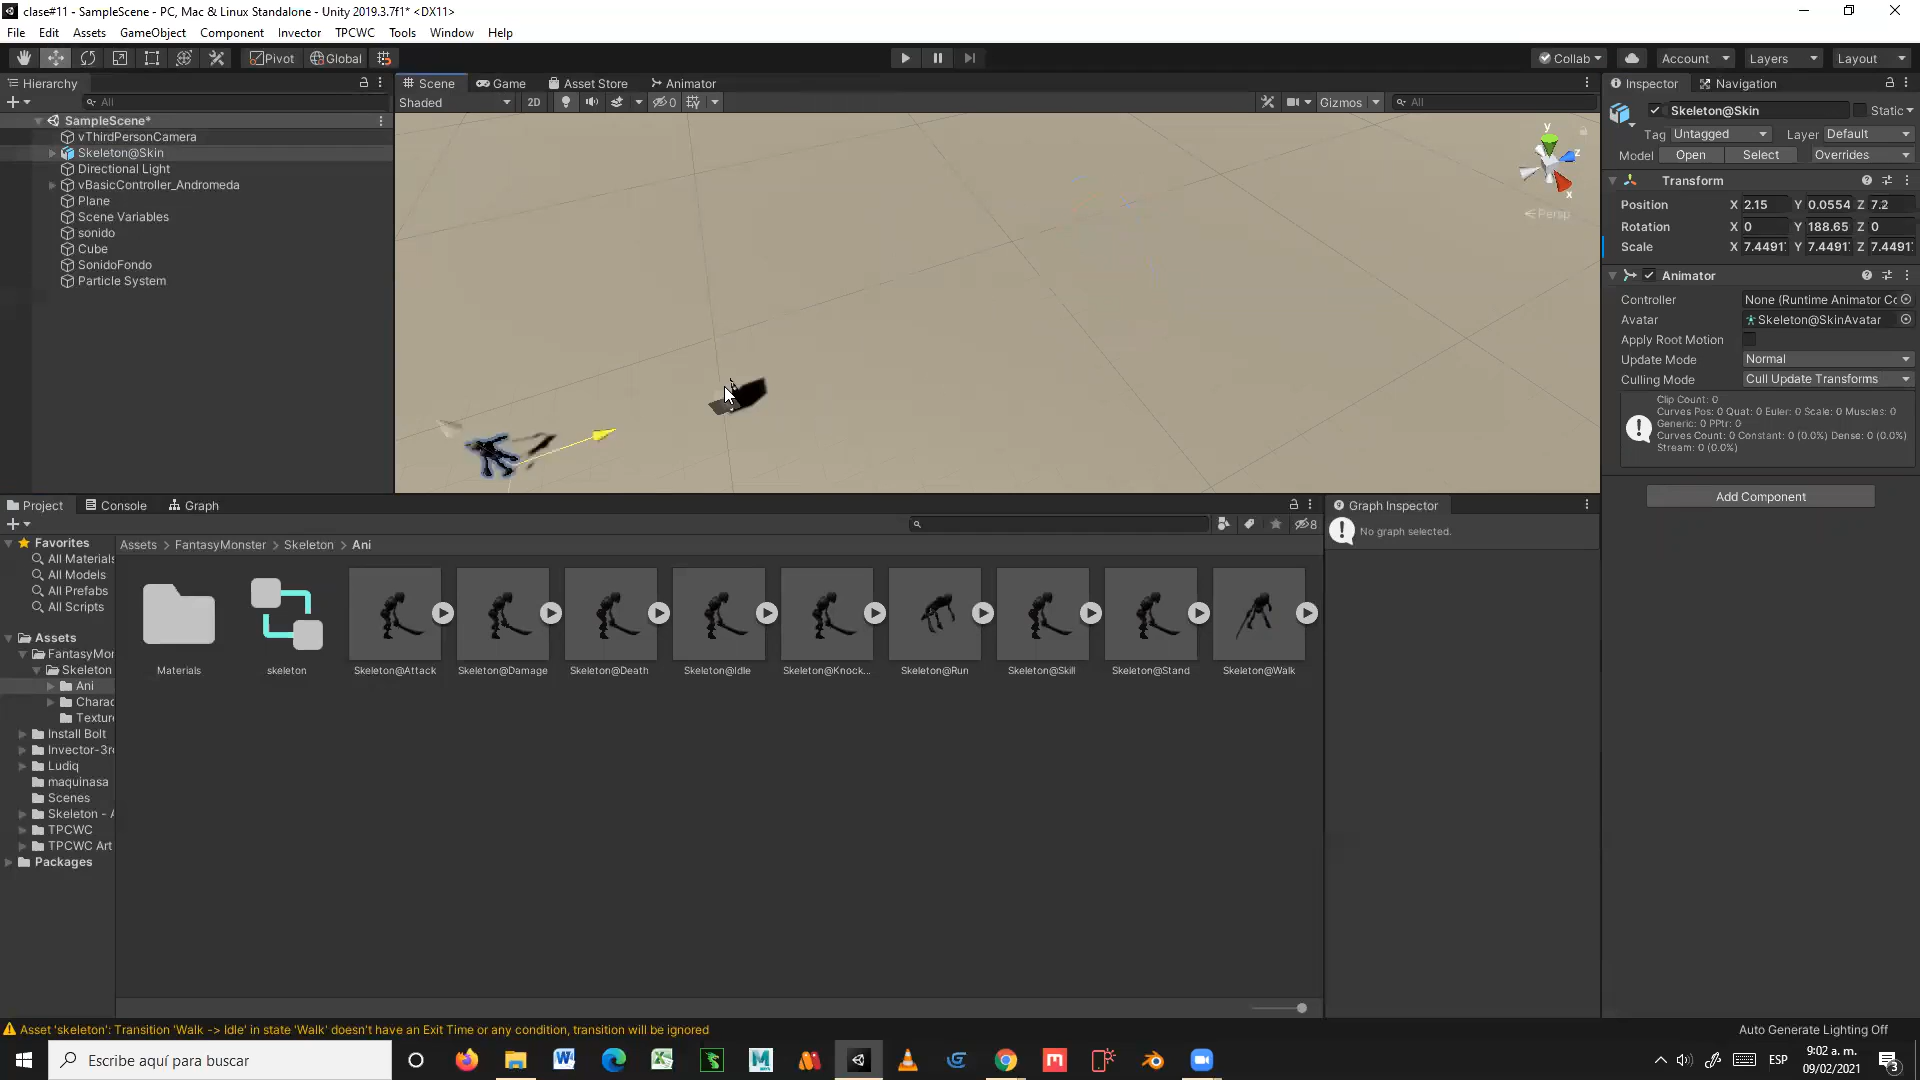 clase#11 - SampleScene - PC, Mac & Linux Standalone - Unity 2019.3.7f1* <DX11>
File Edit Assets GameObject Component Invector TPCWC Tools Window Help
Pivot Global Collab Account Layers Layout
Hierarchy
All
SampleScene*
vThirdPersonCamera
Skeleton@Skin
Directional Light
vBasicController_Andromeda
Plane
Scene Variables
sonido
Cube
SonidoFondo
Particle System
Scene Game Asset Store Animator
Shaded 2D 0 Gizmos All
y
z
x
Persp
Inspector Navigation
Skeleton@Skin Static
Tag Untagged Layer Default
Model Open Select Overrides
Transform
Position X 2.15 Y 0.0554 Z 7.2
Rotation X 0 Y 188.65 Z 0
Scale X 7.4491 Y 7.4491 Z 7.4491
Animator
Controller None (Runtime Animator Co
Avatar Skeleton@SkinAvatar
Apply Root Motion
Update Mode Normal
Culling Mode Cull Update Transforms
Clip Count: 0
Curves Pos: 0 Quat: 0 Euler: 0 Scale: 0 Muscles: 0
Generic: 0 PPtr: 0
Curves Count: 0 Constant: 0 (0.0%) Dense: 0 (0.0%)
Stream: 0 (0.0%)
Add Component
Project Console Graph
8
Favorites
All Materials
All Models
All Prefabs
All Scripts
Assets
FantasyMor
Skeleton
Ani
Charac
Texture
Install Bolt
Invector-3r
Ludiq
maquinasa
Scenes
Skeleton - A
TPCWC
TPCWC Art
Packages
Assets > FantasyMonster > Skeleton > Ani
Materials
skeleton
Skeleton@Attack
Skeleton@Damage
Skeleton@Death
Skeleton@Idle
Skeleton@Knock...
Skeleton@Run
Skeleton@Skill
Skeleton@Stand
Skeleton@Walk
Graph Inspector
No graph selected.
Asset 'skeleton': Transition 'Walk -> Idle' in state 'Walk' doesn't have an Exit Time or any condition, transition will be ignored
Auto Generate Lighting Off
Escribe aquí para buscar
ESP
9:02 a. m.
09/02/2021
3